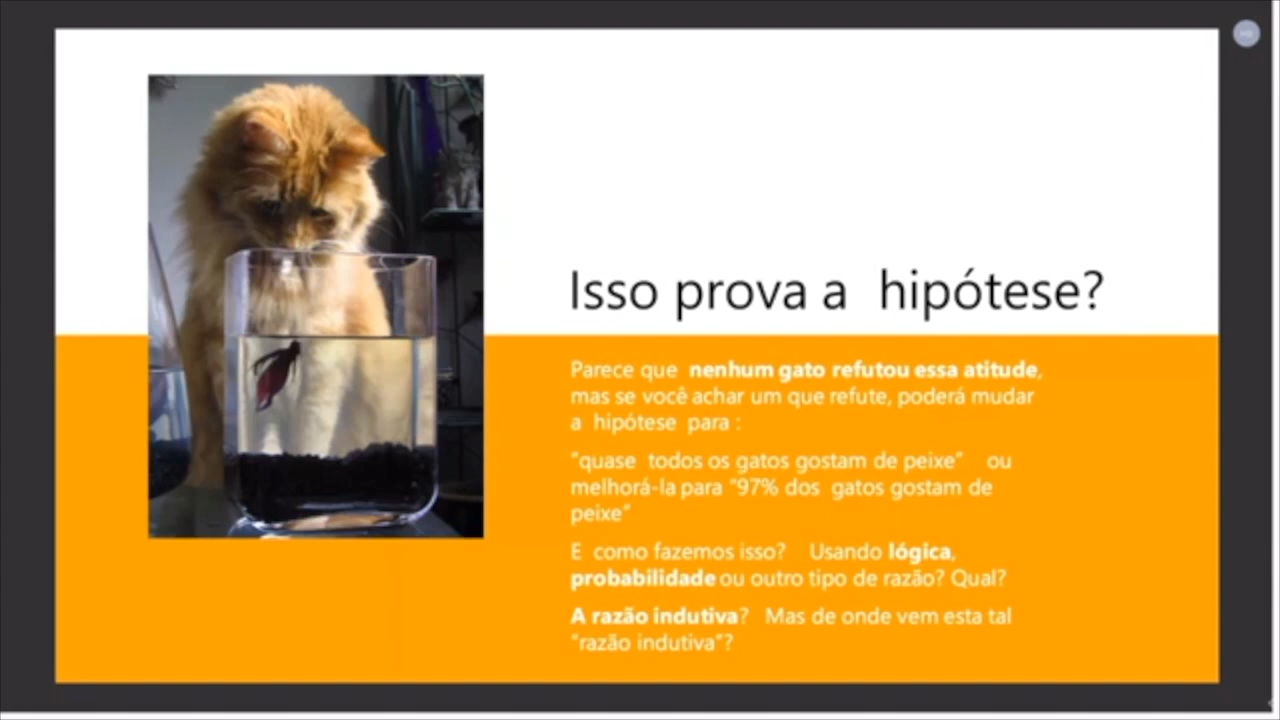 Isso prova a hipótese?
Parece que nenhum gato refutou essa atitude,
mas se você achar um que refute, poderá mudar
a hipótese para :
"quase todos os gatos gostam de peixe" ou
melhorá-la para "97% dos gatos gostam de
peixe"
E como fazemos isso? Usando lógica,
probabilidade ou outro tipo de razão? Qual?
A razão indutiva? Mas de onde vem esta tal
"razão indutiva"?